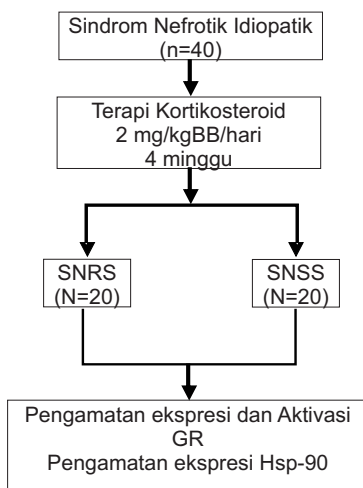 Sindrom Nefrotik Idiopatik
(n=40)
Terapi Kortikosteroid
2 mg/kgBB/hari
4 minggu
SNRS
(N=20)
SNSS
(N=20)
Pengamatan ekspresi dan Aktivasi
GR
Pengamatan ekspresi Hsp-90